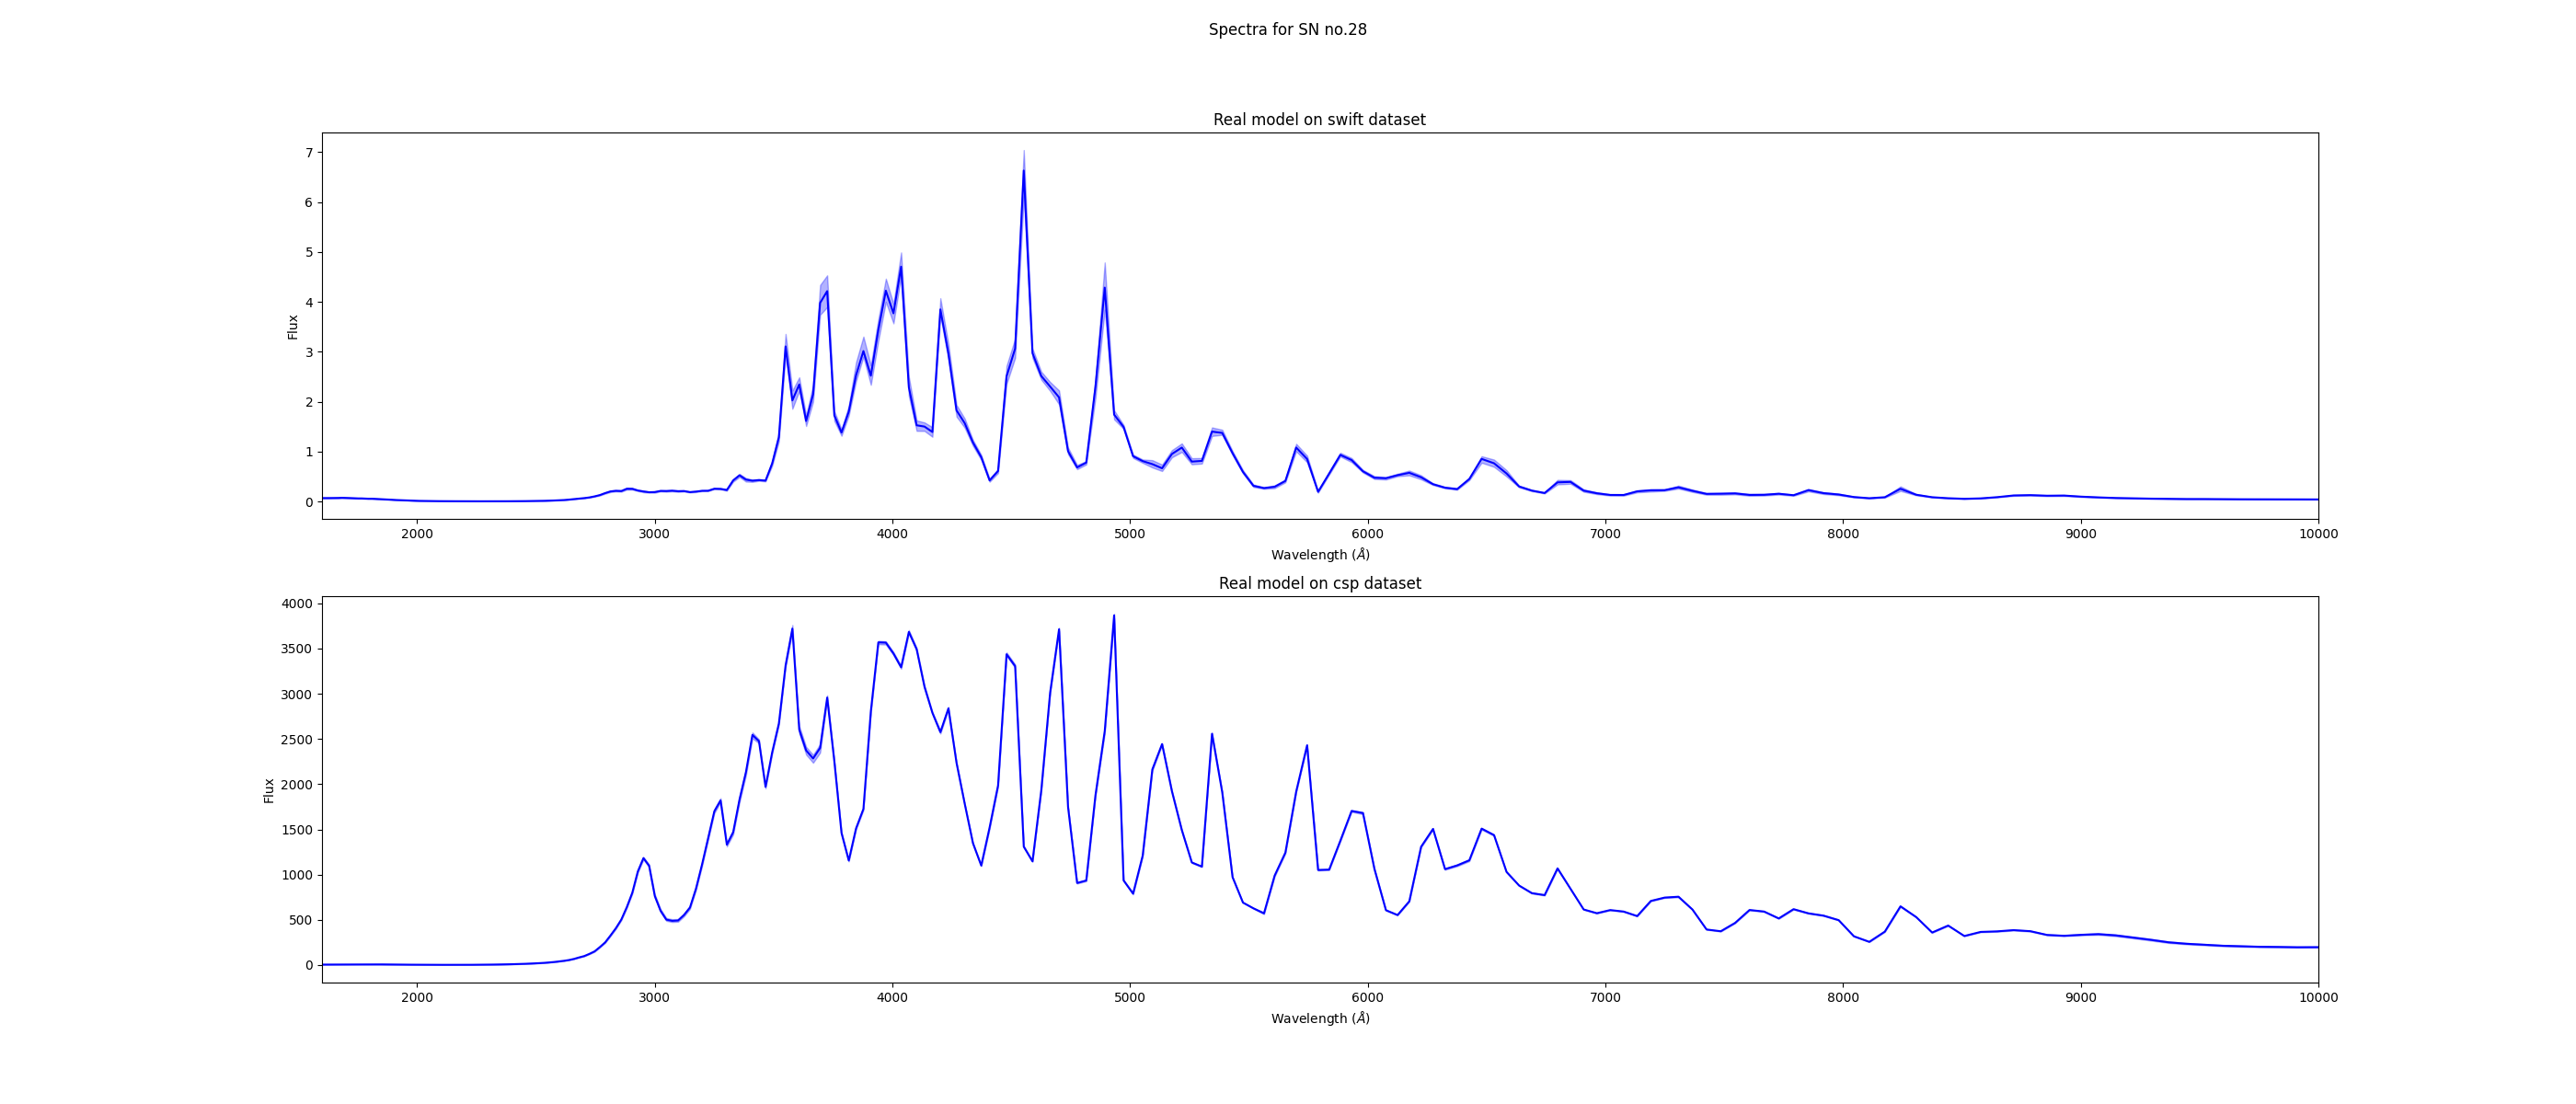 Spectra for SN no.28
Real model on swift dataset
7
6
5
4
3
2
1
0
Flux
2000 3000 4000 5000 6000 7000 8000 9000 10000
Wavelength (Å)
Real model on csp dataset
4000
3500
3000
2500
2000
1500
1000
500
0
Flux
2000 3000 4000 5000 6000 7000 8000 9000 10000
Wavelength (Å)